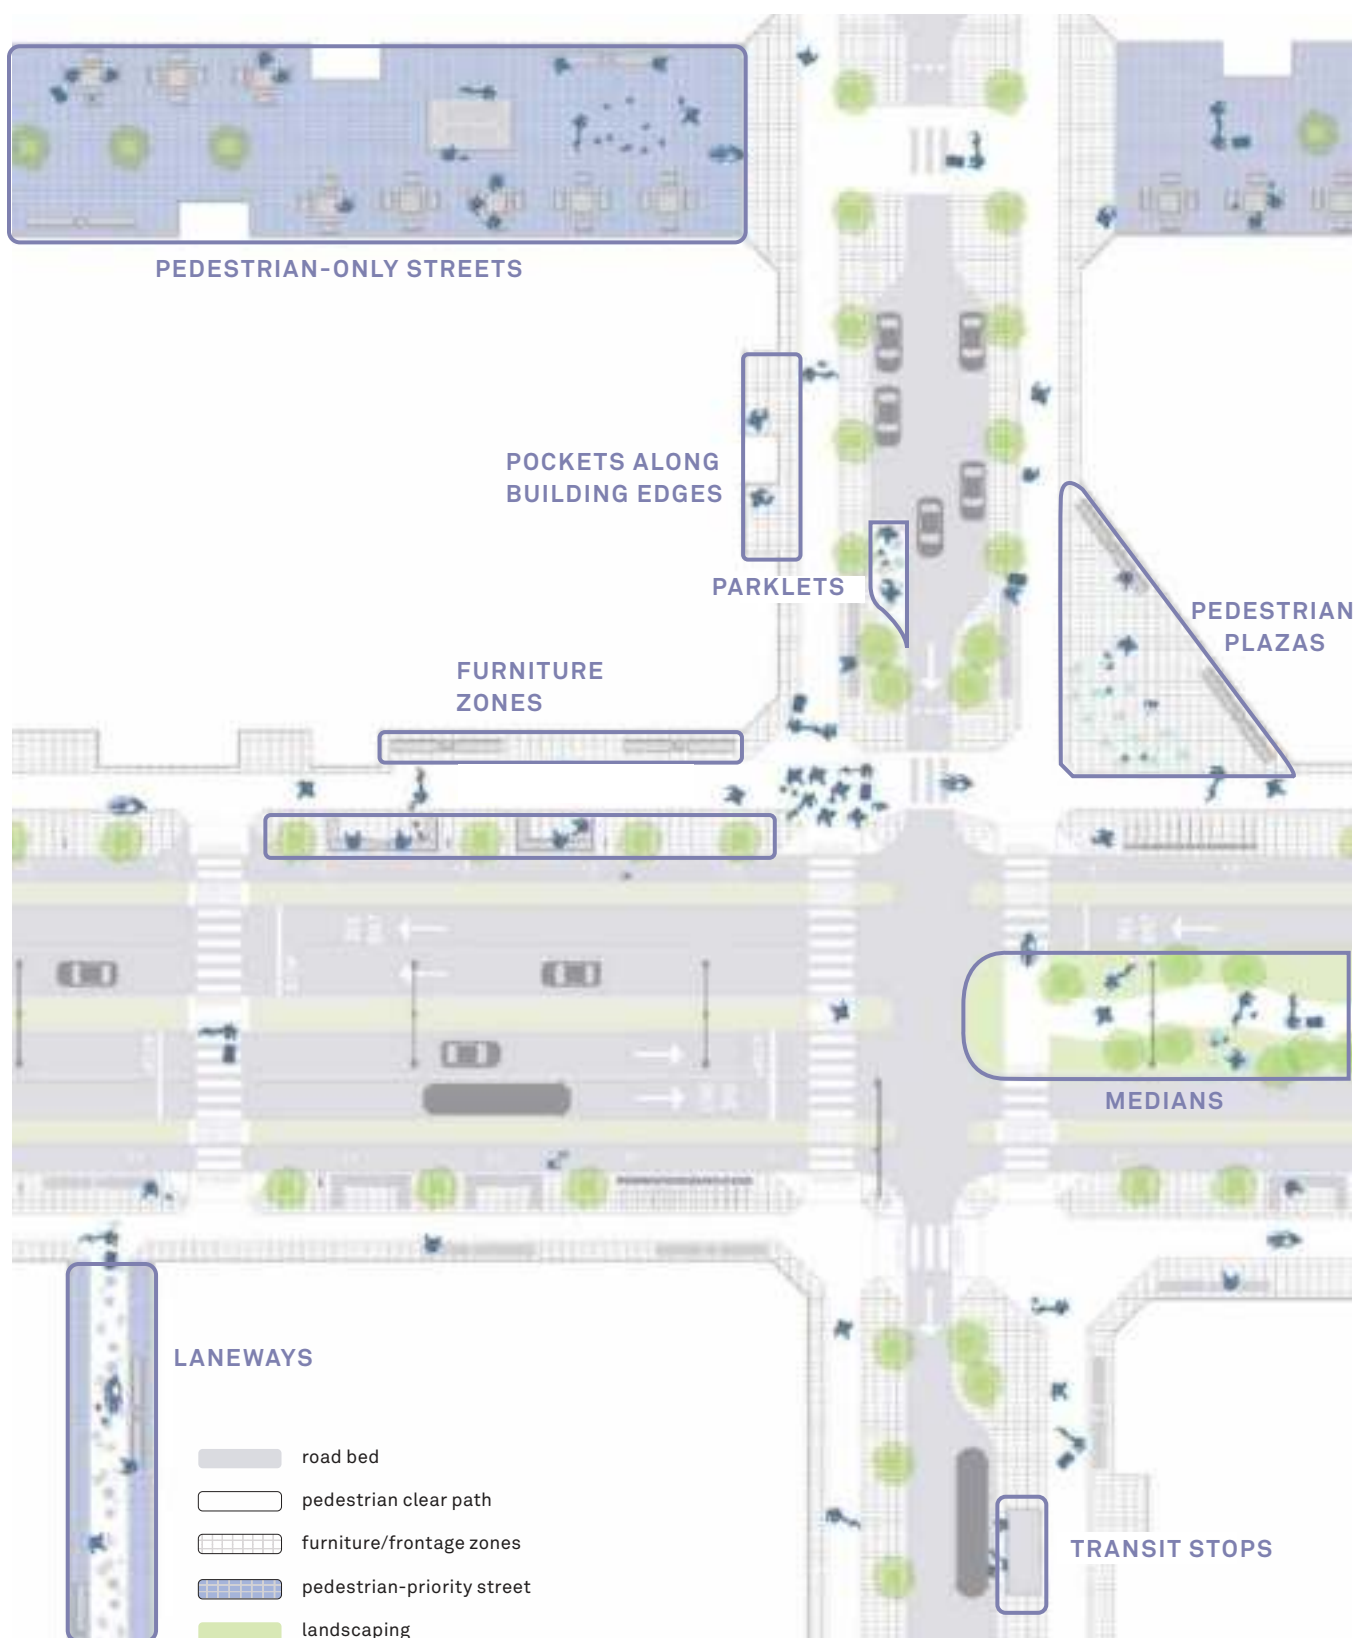 PEDESTRIAN-ONLY STREETS
POCKETS ALONG
BUILDING EDGES
PARKLETS
PEDESTRIAN
PLAZAS
FURNITURE
ZONES
MEDIANS
LANEWAYS
road bed
pedestrian clear path
furniture/frontage zones
pedestrian-priority street
landscaping
TRANSIT STOPS